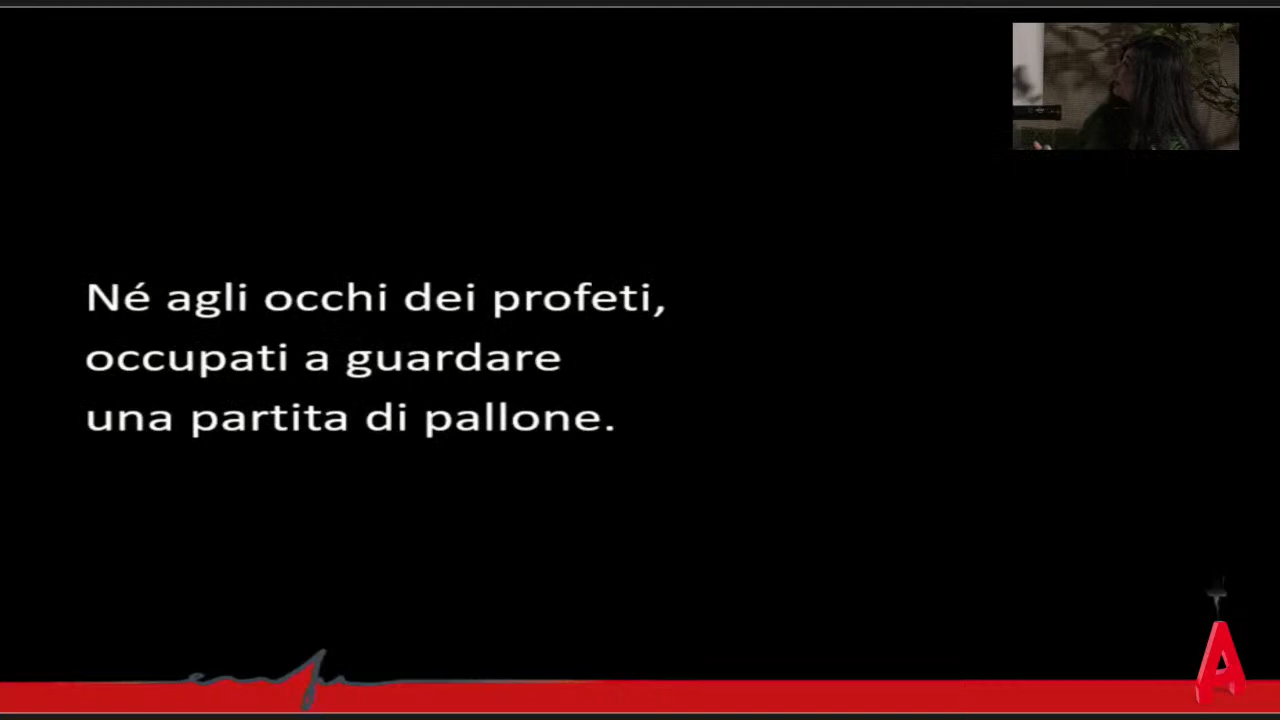 Né agli occhi dei profeti,
occupati a guardare
una partita di pallone.
A